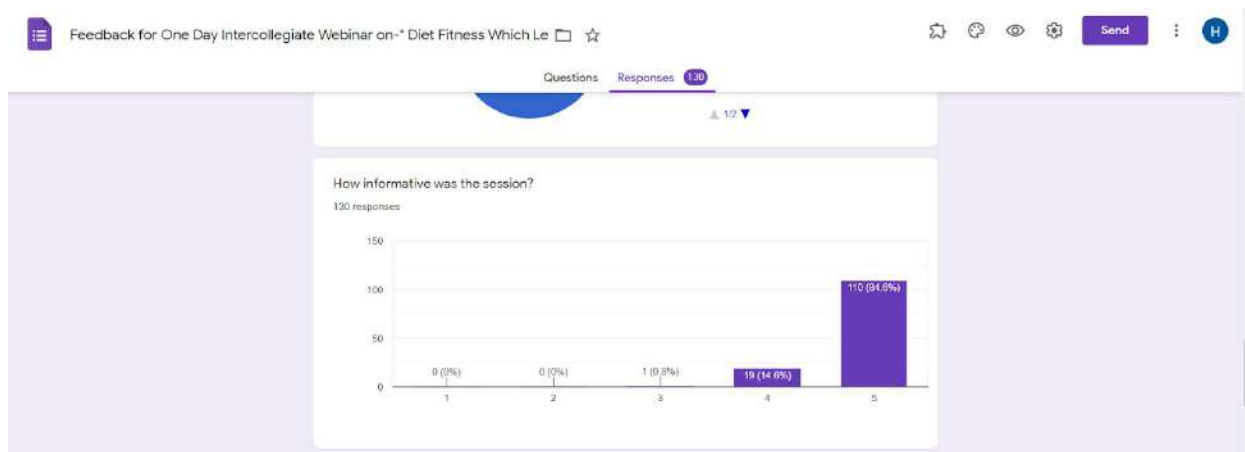 Feedback for One Day Intercollegiate Webinar on-" Diet Fitness Which Le
Send
H
Questions Responses 130
1/2
How informative was the session?
130 responses
150
100
50
0
0 (0%) 0 (0%) 1 (0.8%) 19 (14.6%) 110 (84.6%)
1 2 3 4 5